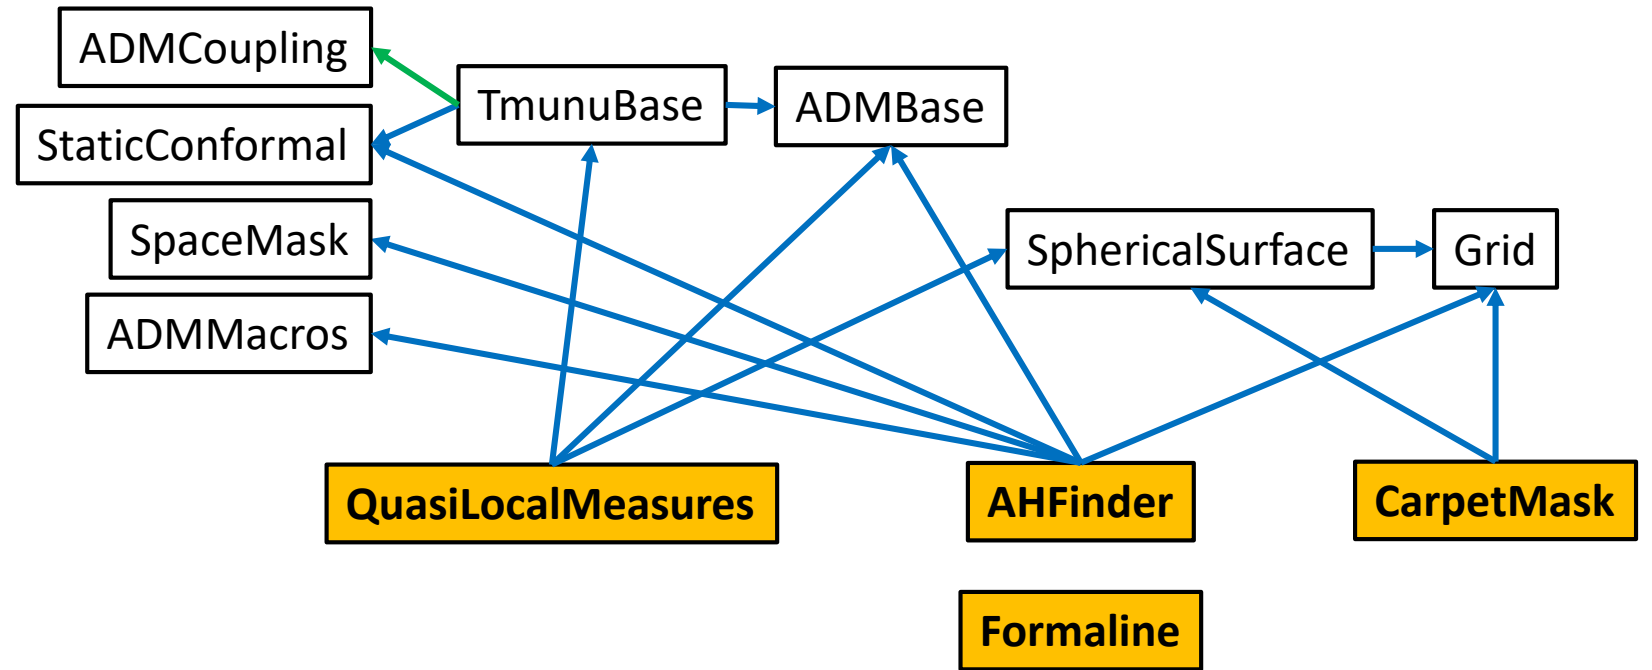 ADMCoupling
TmunuBase
ADMBase
StaticConformal
SpaceMask
SphericalSurface
Grid
ADMMacros
QuasiLocalMeasures
AHFinder
CarpetMask
Formaline